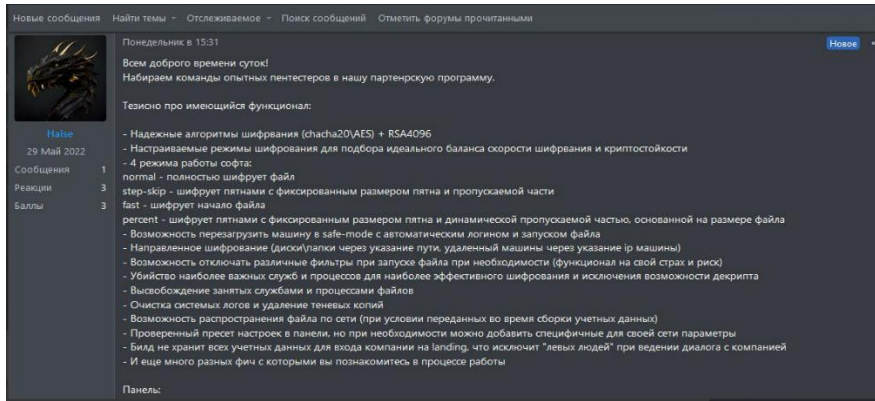 Новые сообщения Найти темы Отслеживаемое Поиск сообщений Отметить форумы прочитанными
Понедельник в 15:31 Новое
Всем доброго времени суток!
Набираем команды опытных пентестеров в нашу партенрскую программу.
Тезисно про имеющийся функционал:
Haise
29 Май 2022
Сообщения 1
Реакции 3
Баллы 3
- Надежные алгоритмы шифрвания (chacha20\AES) + RSA4096
- Настраиваемые режимы шифрования для подбора идеального баланса скорости шифрвания и криптостойкости
- 4 режима работы софта:
normal - полностью шифрует файл
step-skip - шифрует пятнами с фиксированным размером пятна и пропускаемой части
fast - шифрует начало файла
percent - шифрует пятнами с фиксированным размером пятна и динамической пропускаемой частью, основанной на размере файла
- Возможность перезагрузить машину в safe-mode с автоматическим логином и запуском файла
- Направленное шифрование (диски\папки через указание пути, удаленный машины через указание ip машины)
- Возможность отключать различные фильтры при запуске файла при необходимости (функционал на свой страх и риск)
- Убийство наиболее важных служб и процессов для наиболее эффективного шифрования и исключения возможности декрипта
- Высвобождение занятых службами и процессами файлов
- Очистка системых логов и удаление теневых копий
- Возможность распространения файла по сети (при условии переданных во время сборки учетных данных)
- Проверенный пресет настроек в панели, но при необходимости можно добавить специфичные для своей сети параметры
- Билд не хранит всех учетных данных для входа компании на landing, что исключит "левых людей" при ведении диалога с компанией
- И еще много разных фич с которыми вы познакомитесь в процессе работы
Панель: